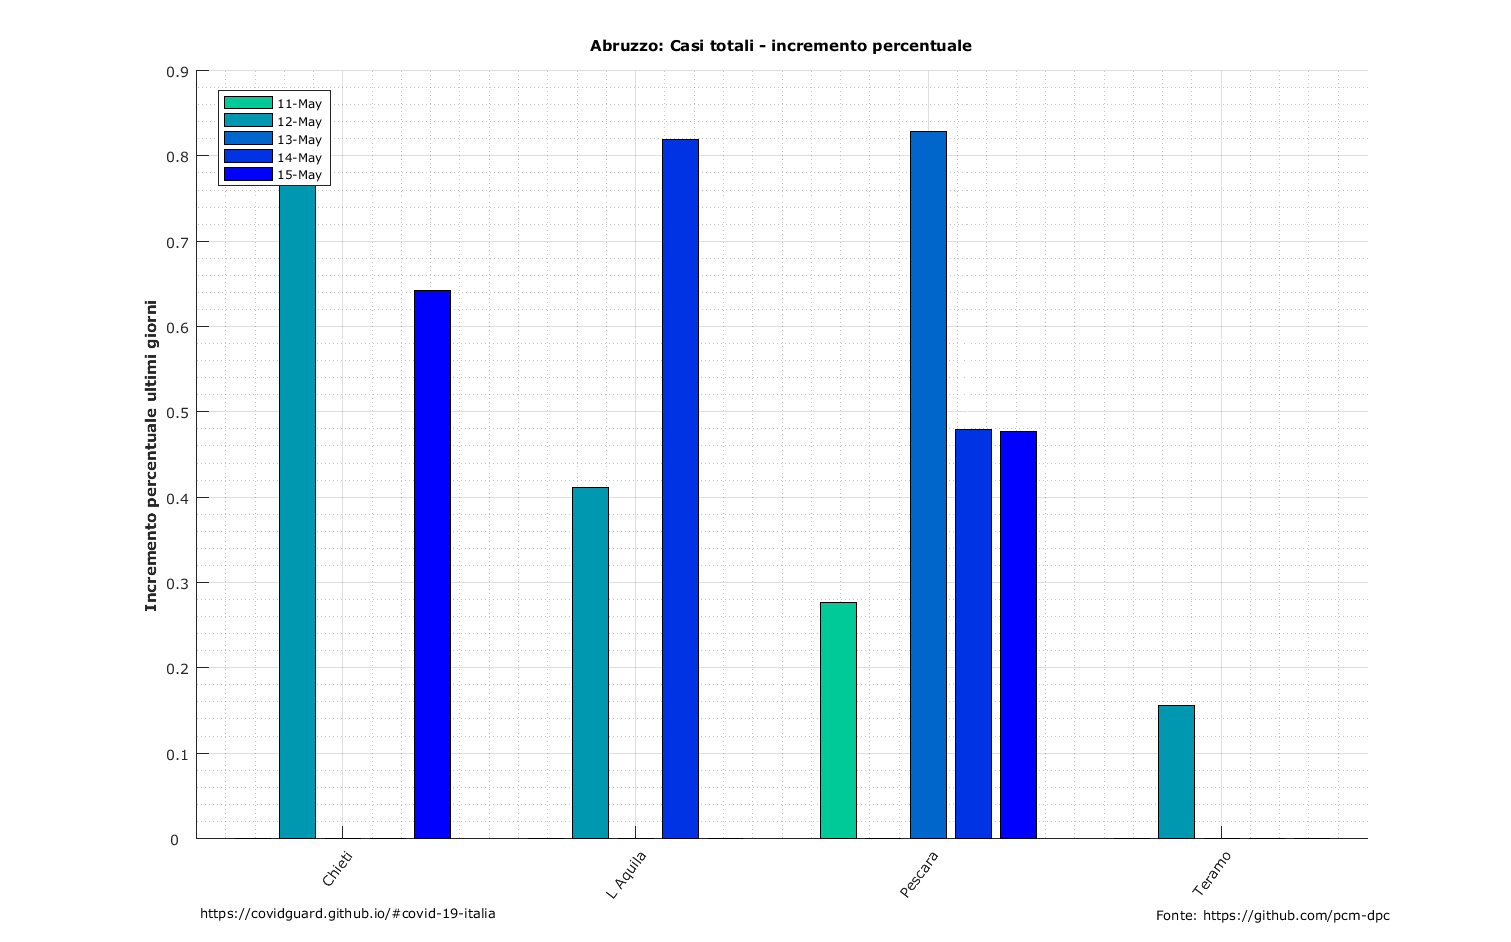 Abruzzo: Casi totali - incremento percentuale
0.9
0.8
0.7
0.6
0.5
0.4
0.3
0.2
0.1
0
Incremento percentuale ultimi giorni
11-May
12-May
13-May
14-May
15-May
Chieti
L Aquila
Pescara
Teramo
https://covidguard.github.io/#covid-19-italia
Fonte: https://github.com/pcm-dpc